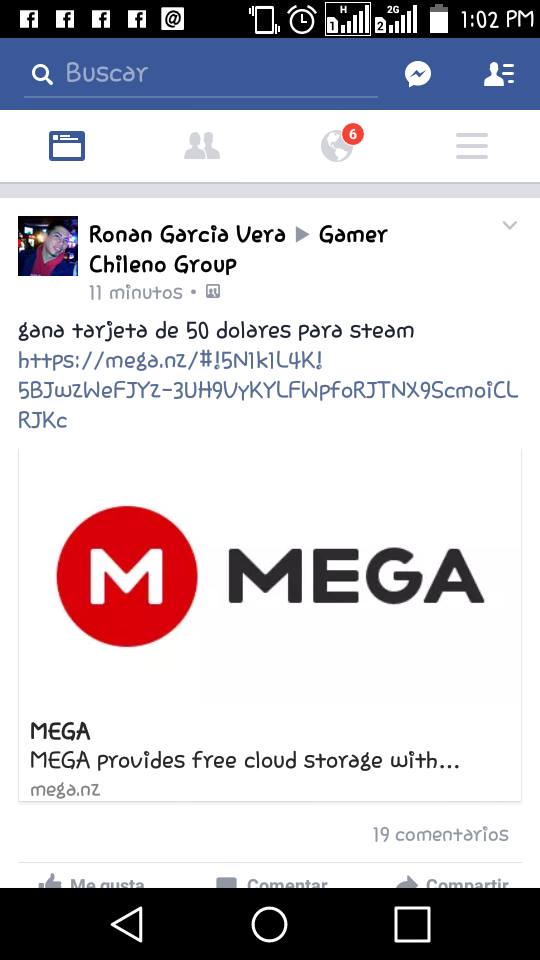 H
2G
1
2
1:02 PM
Buscar
6
Ronan Garcia Vera ▶ Gamer
Chileno Group
11 minutos •
gana tarjeta de 50 dolares para steam
https://mega.nz/#!5N1k1L4K!
5BJwzWeFJYz-3UH9VyKYLFWpfoRJTNX9ScmoiCL
RJKc
M MEGA
MEGA
MEGA provides free cloud storage with...
mega.nz
19 comentarios
Me gusta Comentar Compartir